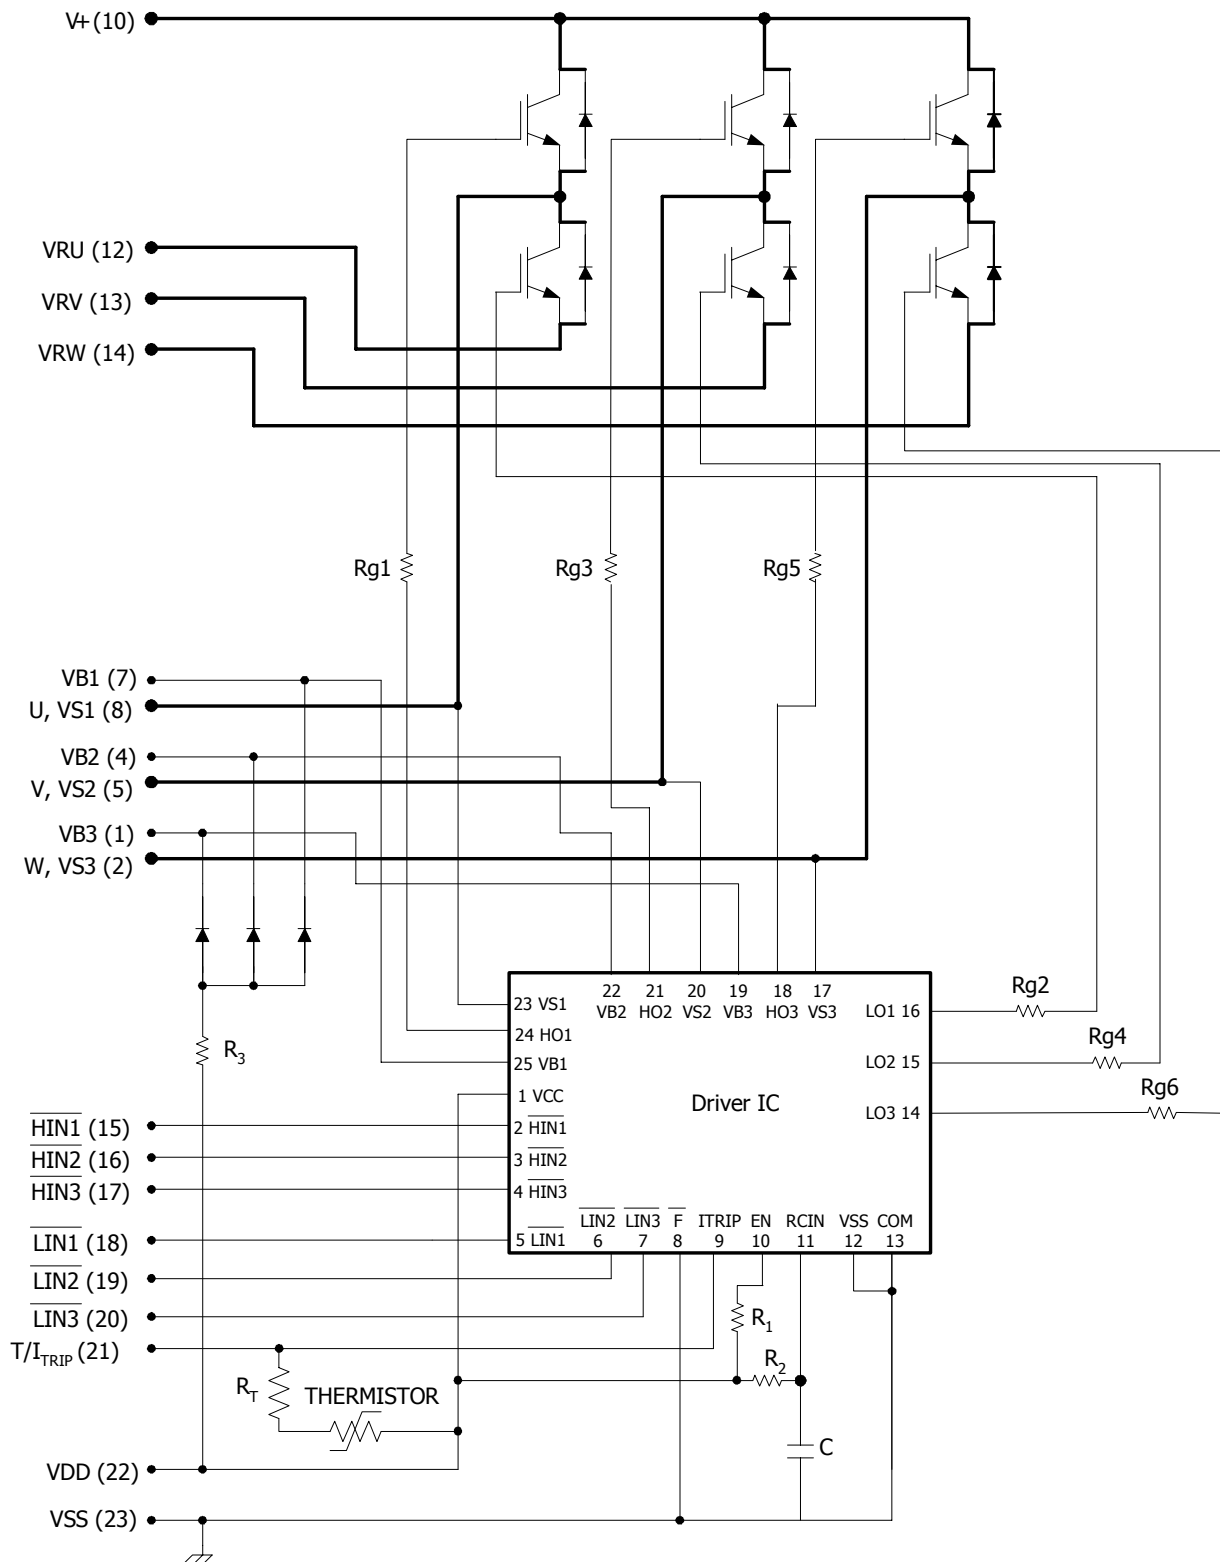 V+ (10)
VRU (12)
VRV (13)
VRW (14)
Rg1
Rg3
Rg5
VB1 (7)
U, VS1 (8)
VB2 (4)
V, VS2 (5)
VB3 (1)
W, VS3 (2)
R3
23 VS1
24 HO1
25 VB1
1 VCC
2 HIN1
3 HIN2
4 HIN3
5 LIN1
22 21 20 19 18 17
VB2 HO2 VS2 VB3 HO3 VS3
LO1 16
LO2 15
LO3 14
Rg2
Rg4
Rg6
Driver IC
LIN2 LIN3 F ITRIP EN RCIN VSS COM
6 7 8 9 10 11 12 13
HIN1 (15)
HIN2 (16)
HIN3 (17)
LIN1 (18)
LIN2 (19)
LIN3 (20)
T/ITRIP (21)
R1
R2
RT
THERMISTOR
C
VDD (22)
VSS (23)